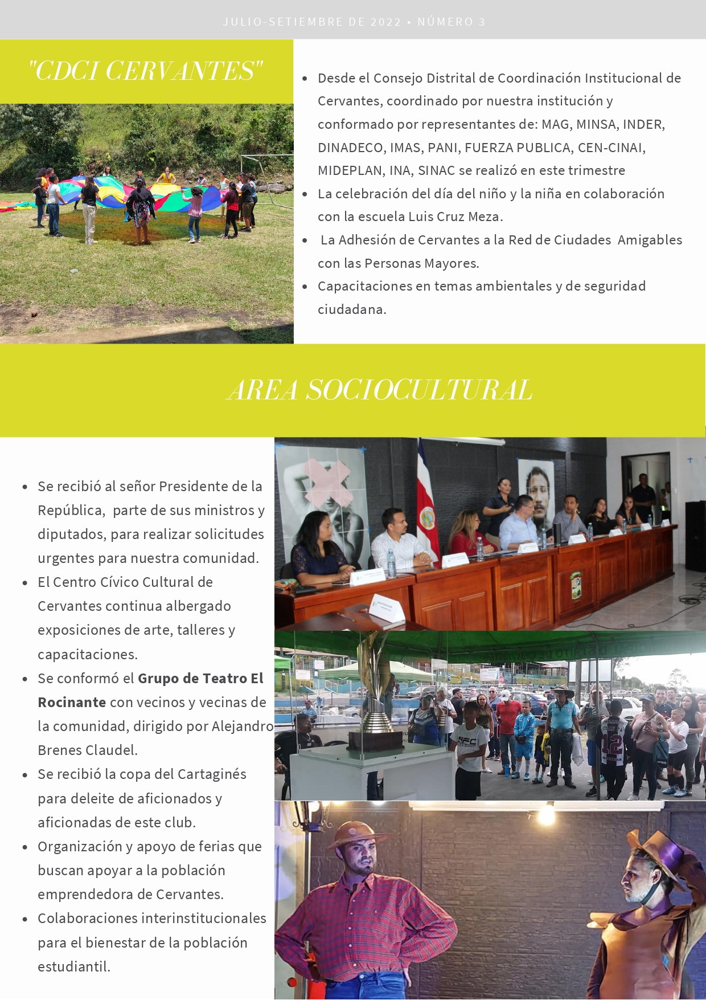 JULIO-SETIEMBRE DE 2022 • NÚMERO 3
"CDCI CERVANTES"
• Desde el Consejo Distrital de Coordinación Institucional de
Cervantes, coordinado por nuestra institución y
conformado por representantes de: MAG, MINSA, INDER,
DINADECO, IMAS, PANI, FUERZA PUBLICA, CEN-CINAI,
MIDEPLAN, INA, SINAC se realizó en este trimestre
• La celebración del día del niño y la niña en colaboración
con la escuela Luis Cruz Meza.
• La Adhesión de Cervantes a la Red de Ciudades Amigables
con las Personas Mayores.
• Capacitaciones en temas ambientales y de seguridad
ciudadana.
AREA SOCIOCULTURAL
• Se recibió al señor Presidente de la
República, parte de sus ministros y
diputados, para realizar solicitudes
urgentes para nuestra comunidad.
• El Centro Cívico Cultural de
Cervantes continua albergado
exposiciones de arte, talleres y
capacitaciones.
• Se conformó el Grupo de Teatro El
Rocinante con vecinos y vecinas de
la comunidad, dirigido por Alejandro
Brenes Claudel.
• Se recibió la copa del Cartaginés
para deleite de aficionados y
aficionadas de este club.
• Organización y apoyo de ferias que
buscan apoyar a la población
emprendedora de Cervantes.
• Colaboraciones interinstitucionales
para el bienestar de la población
estudiantil.
12